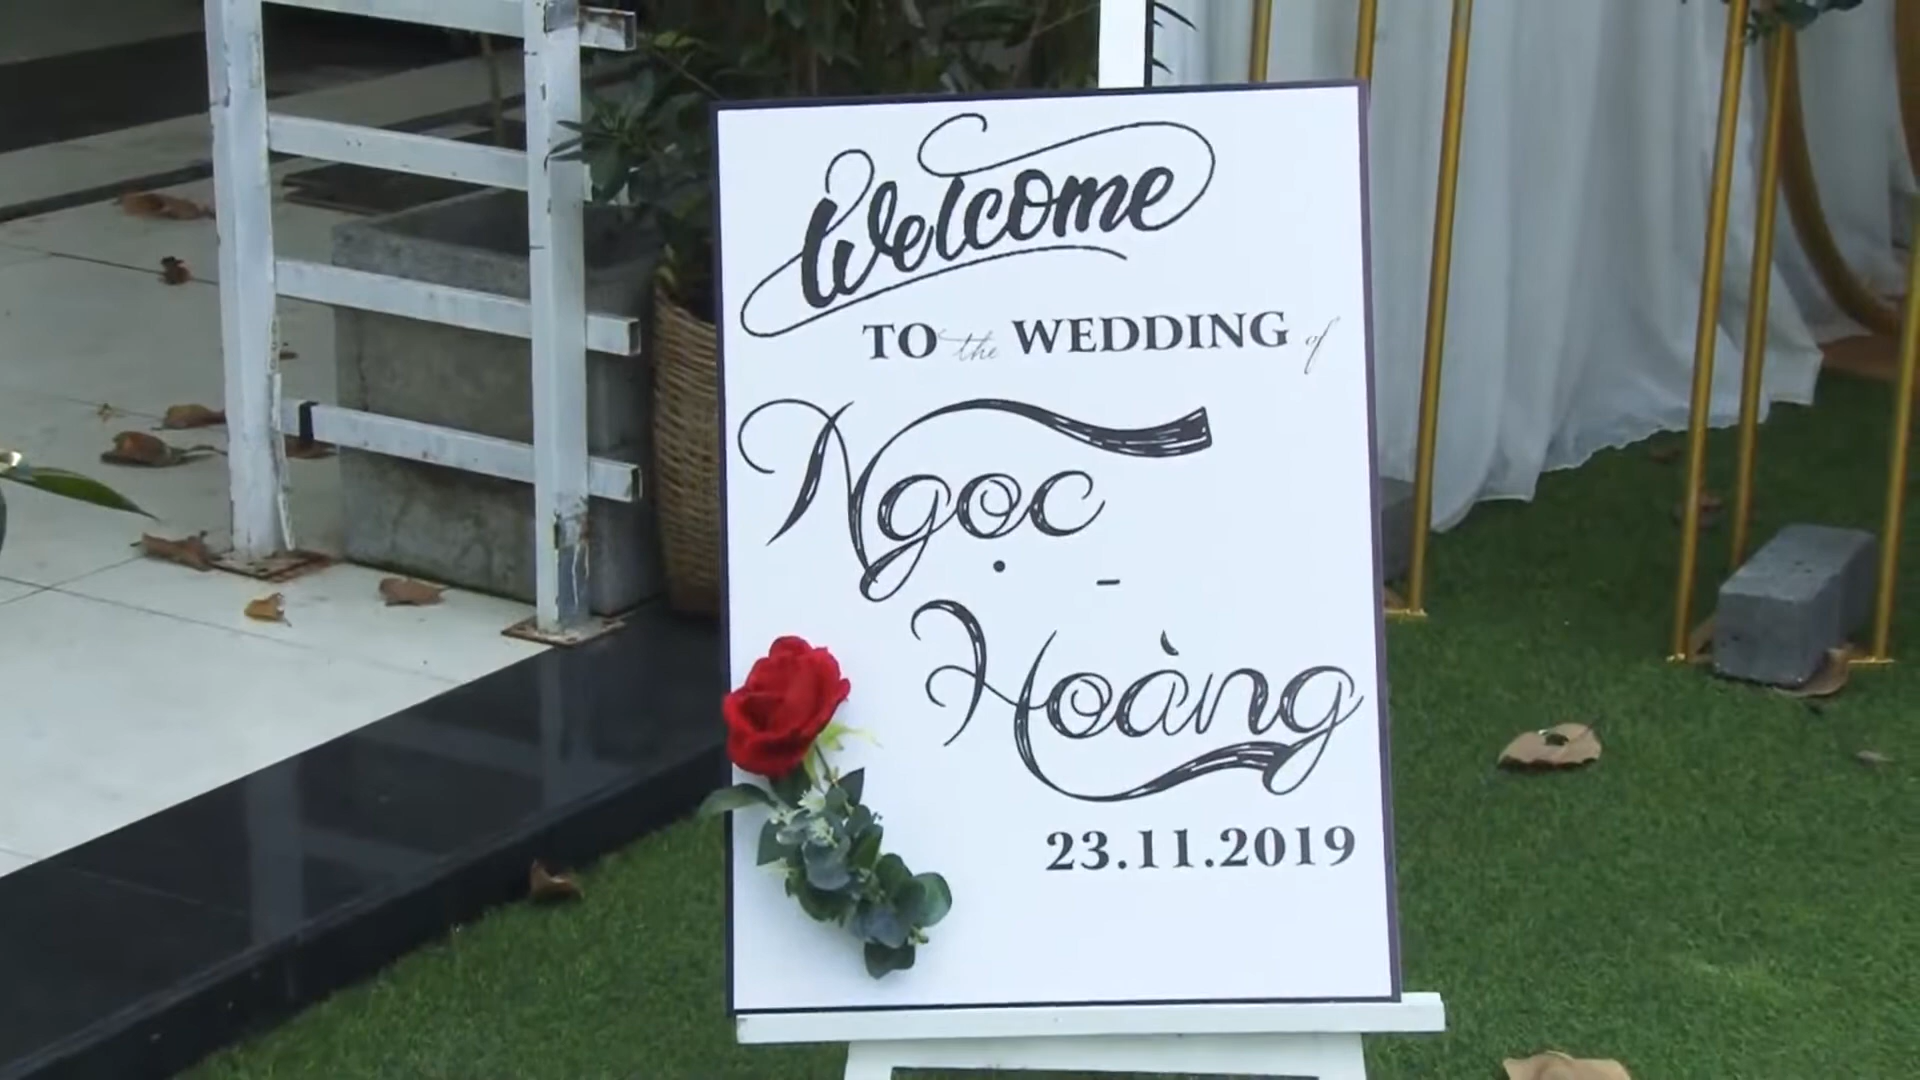 Welcome
TO the WEDDING of
Ngọc
-
Hoàng
23.11.2019